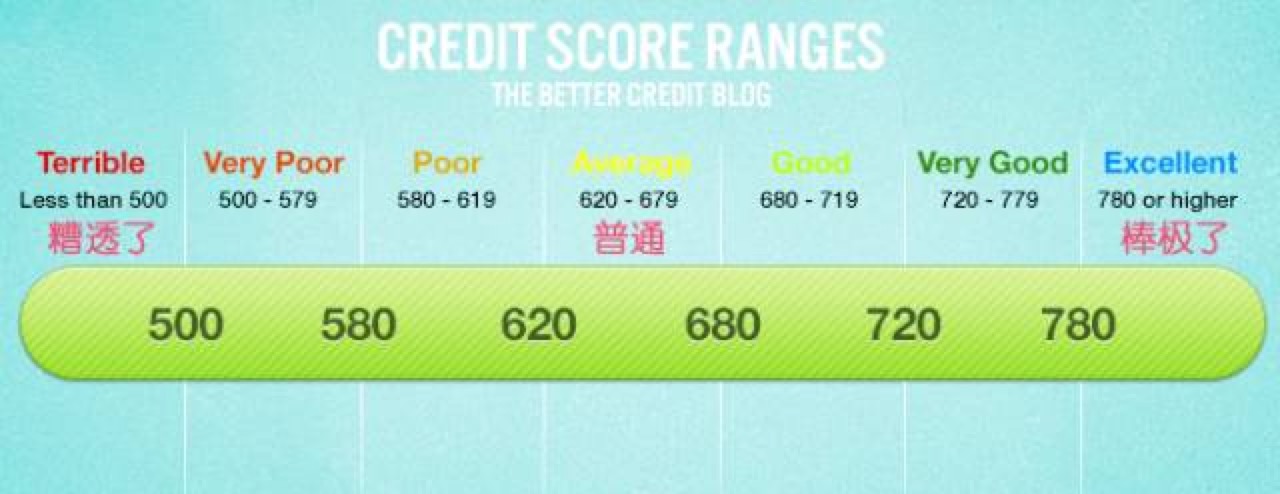 CREDIT SCORE RANGES
THE BETTER CREDIT BLOG
Terrible Very Poor Poor Average Good Very Good Excellent
Less than 500 500 - 579 580 - 619 620 - 679 680 - 719 720 - 779 780 or higher
糟透了 普通 棒极了
500 580 620 680 720 780